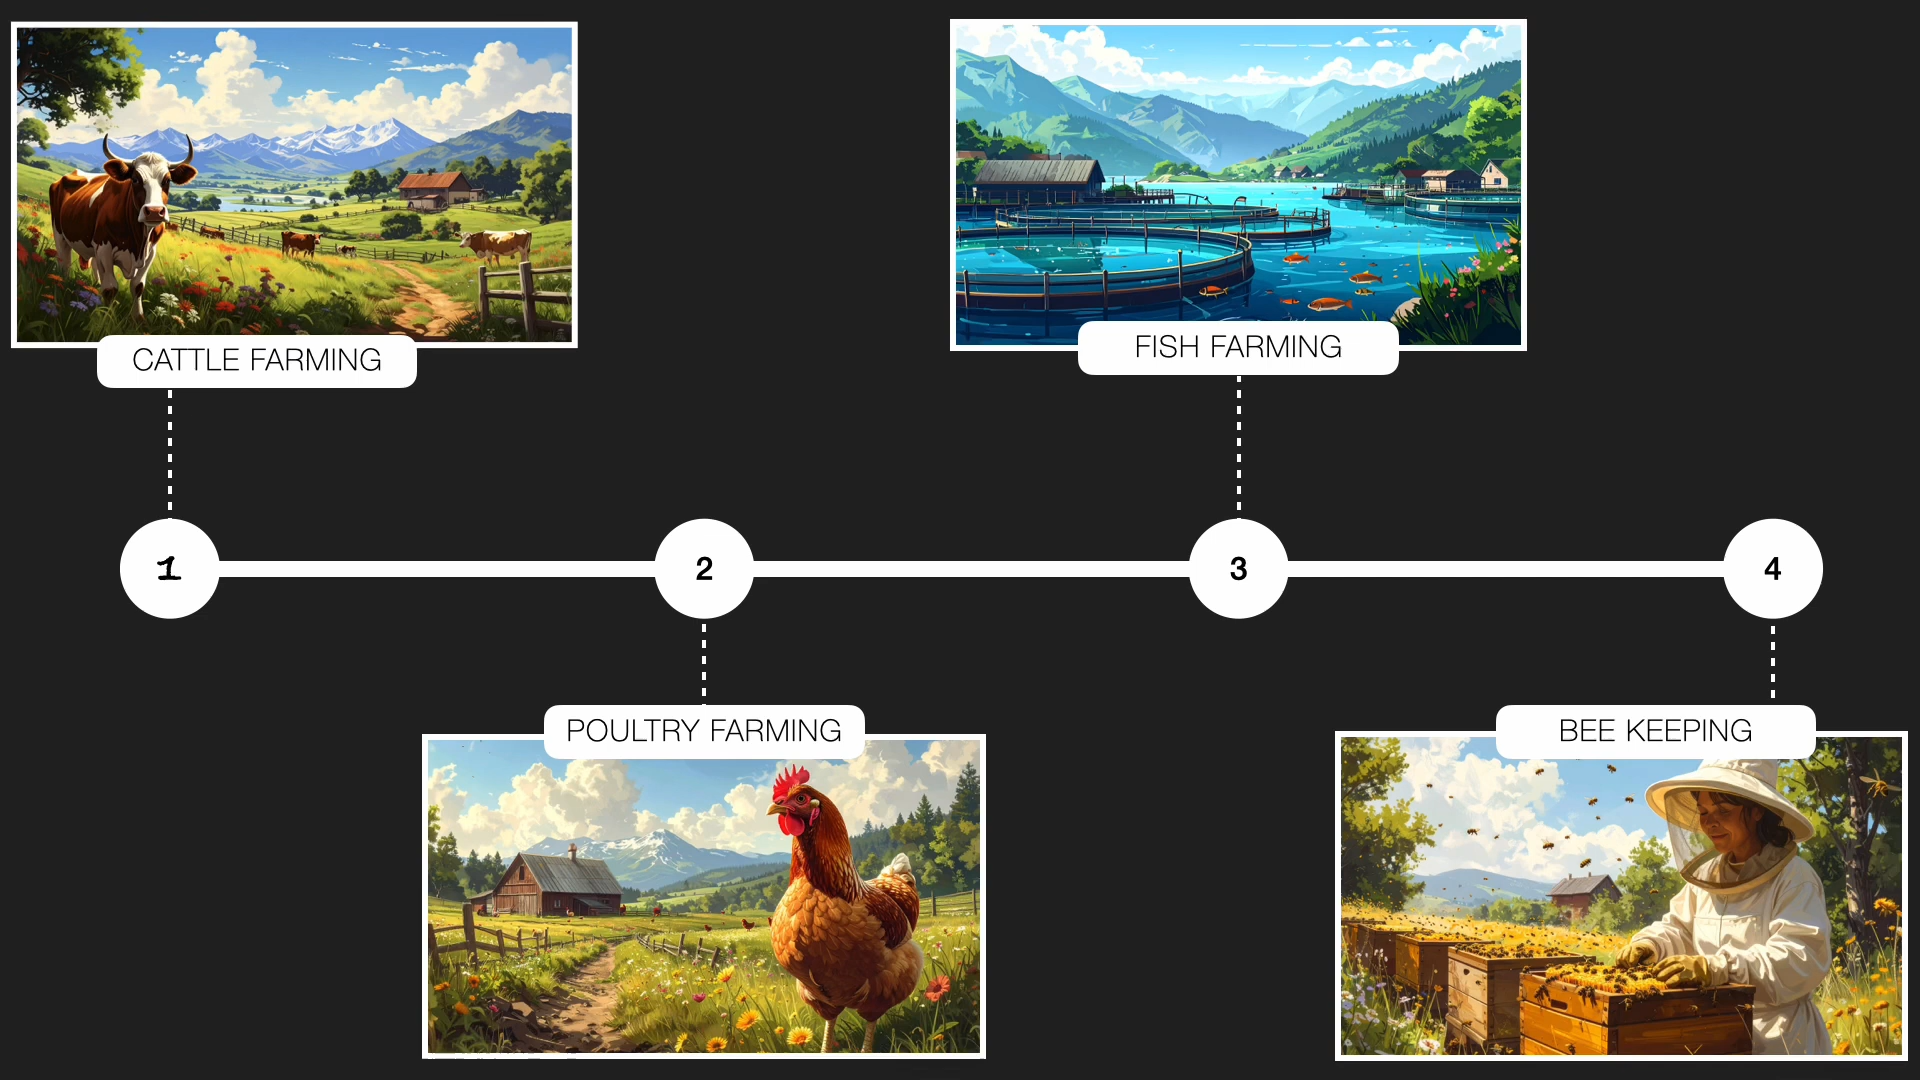 CATTLE FARMING
FISH FARMING
1
2
3
4
POULTRY FARMING
BEE KEEPING